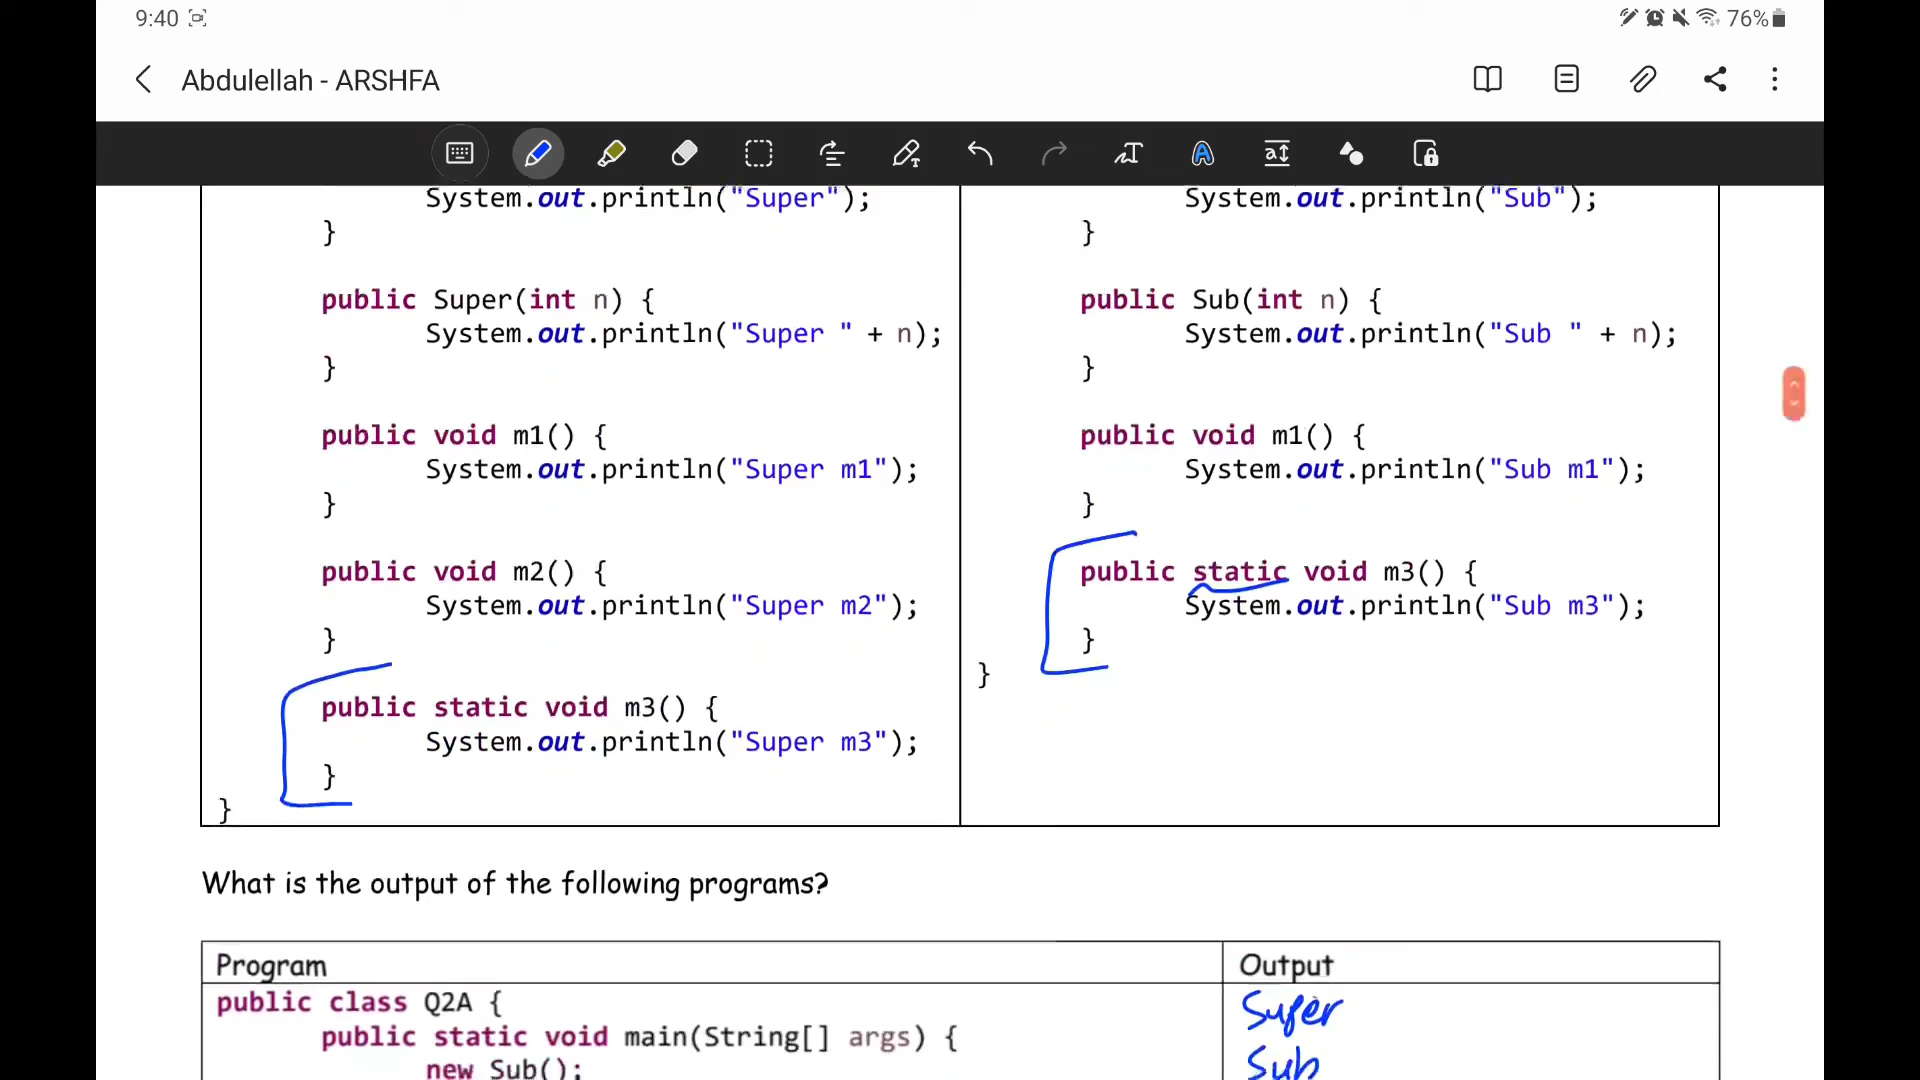 9:40
76%
Abdulellah - ARSHFA
System.out.println("Super");
}
public Super(int n) {
System.out.println("Super " + n);
}
public void m1() {
System.out.println("Super m1");
}
public void m2() {
System.out.println("Super m2");
}
public static void m3() {
System.out.println("Super m3");
}
}
System.out.println("Sub");
}
public Sub(int n) {
System.out.println("Sub " + n);
}
public void m1() {
System.out.println("Sub m1");
}
public static void m3() {
System.out.println("Sub m3");
}
}
What is the output of the following programs?
Program
public class Q2A {
public static void main(String[] args) {
new Sub();
Output
Super
Sub